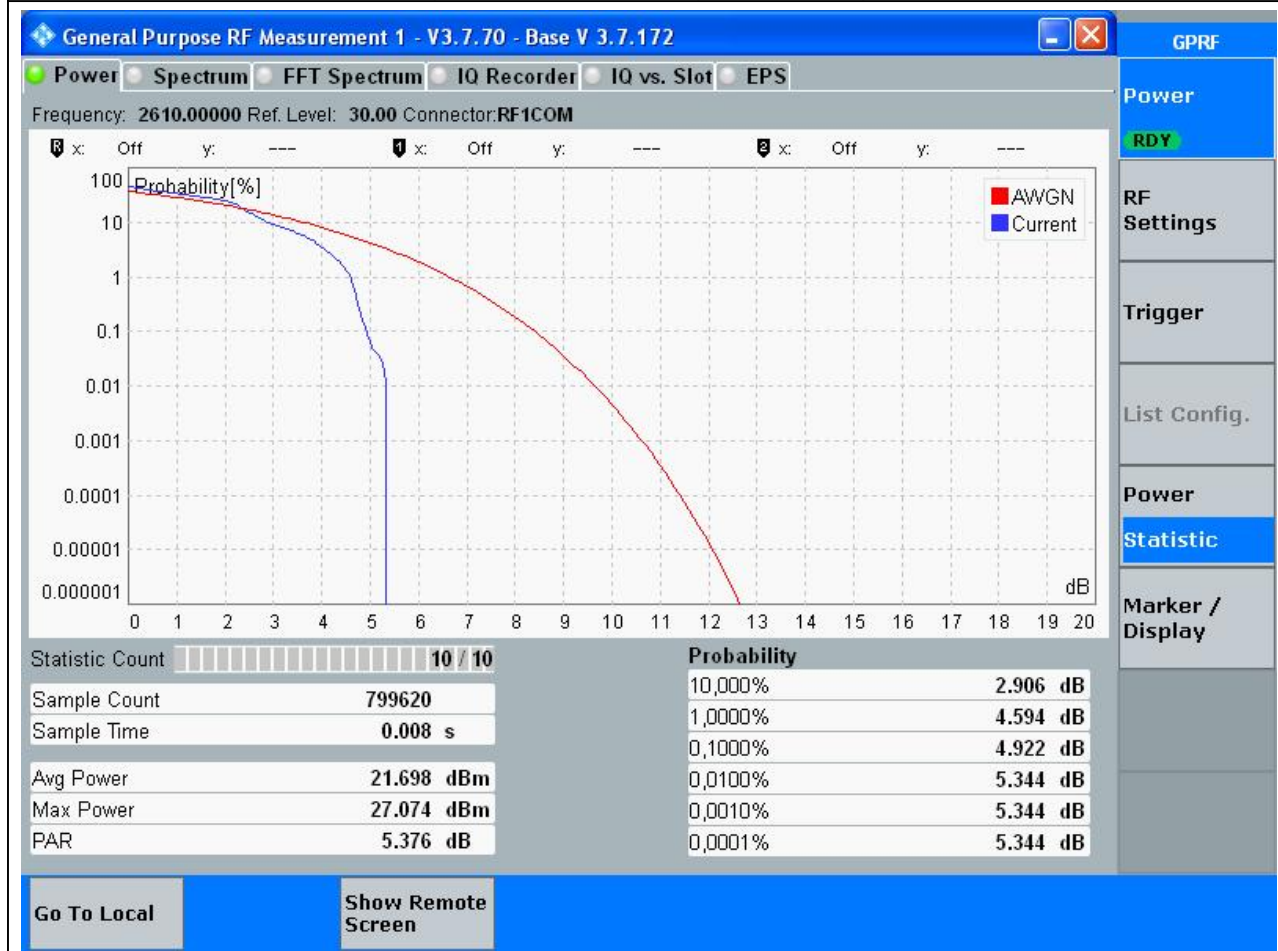 General Purpose RF Measurement 1 - V3.7.70 - Base V 3.7.172
GPRF
Power Spectrum FFT Spectrum IQ Recorder IQ vs. Slot EPS
Frequency: 2610.00000 Ref. Level: 30.00 Connector:RF1COM
R x: Off y: --- 1 x: Off y: --- 2 x: Off y: ---
Probability[%]
100
10
1
0.1
0.01
0.001
0.0001
0.00001
0.000001
AWGN
Current
dB
0 1 2 3 4 5 6 7 8 9 10 11 12 13 14 15 16 17 18 19 20
Statistic Count 10 / 10
Sample Count 799620
Sample Time 0.008 s
Avg Power 21.698 dBm
Max Power 27.074 dBm
PAR 5.376 dB
Probability
10,000% 2.906 dB
1,0000% 4.594 dB
0,1000% 4.922 dB
0,0100% 5.344 dB
0,0010% 5.344 dB
0,0001% 5.344 dB
Power
RDY
RF
Settings
Trigger
List Config.
Power
Statistic
Marker /
Display
Go To Local
Show Remote
Screen